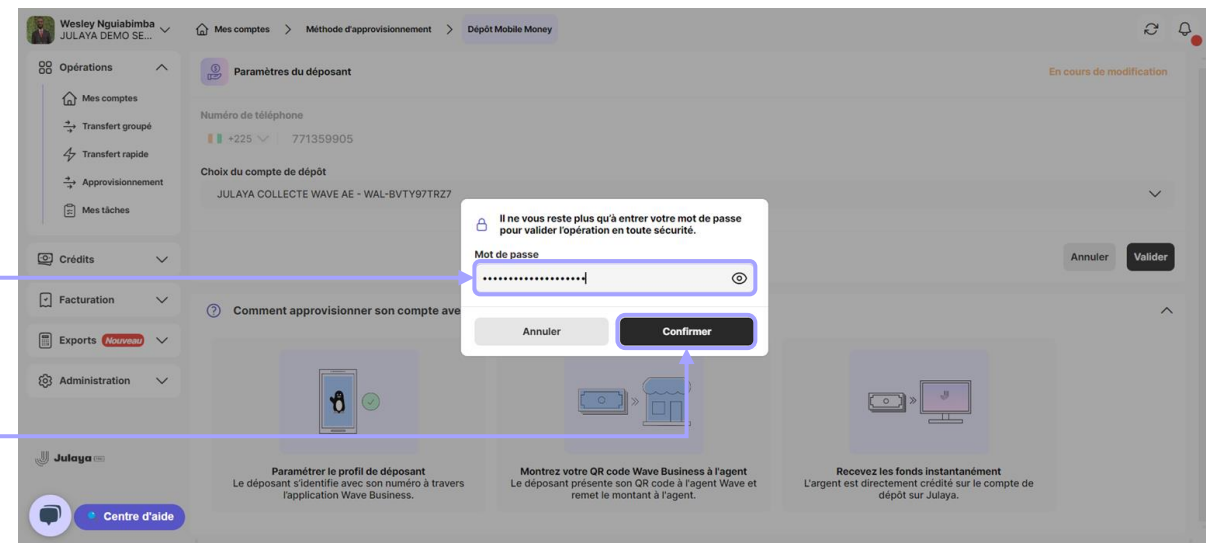 Wesley Nguiabimba
JULAYA DEMO SE...
Mes comptes > Méthode d'approvisionnement > Dépôt Mobile Money
Opérations
Mes comptes
Transfert groupé
Transfert rapide
Approvisionnement
Mes tâches
Crédits
Facturation
Exports Nouveau
Administration
Julaya
Centre d'aide
Paramètres du déposant
En cours de modification
Numéro de téléphone
+225 771359905
Choix du compte de dépôt
JULAYA COLLECTE WAVE AE - WAL-BVTY97TRZ7
Annuler Valider
Il ne vous reste plus qu'à entrer votre mot de passe
pour valider l'opération en toute sécurité.
Mot de passe
••••••••••••••••••••
Annuler Confirmer
Comment approvisionner son compte ave
Paramétrer le profil de déposant
Le déposant s'identifie avec son numéro à travers
l'application Wave Business.
Montrez votre QR code Wave Business à l'agent
Le déposant présente son QR code à l'agent Wave et
remet le montant à l'agent.
Recevez les fonds instantanément
L'argent est directement crédité sur le compte de
dépôt sur Julaya.